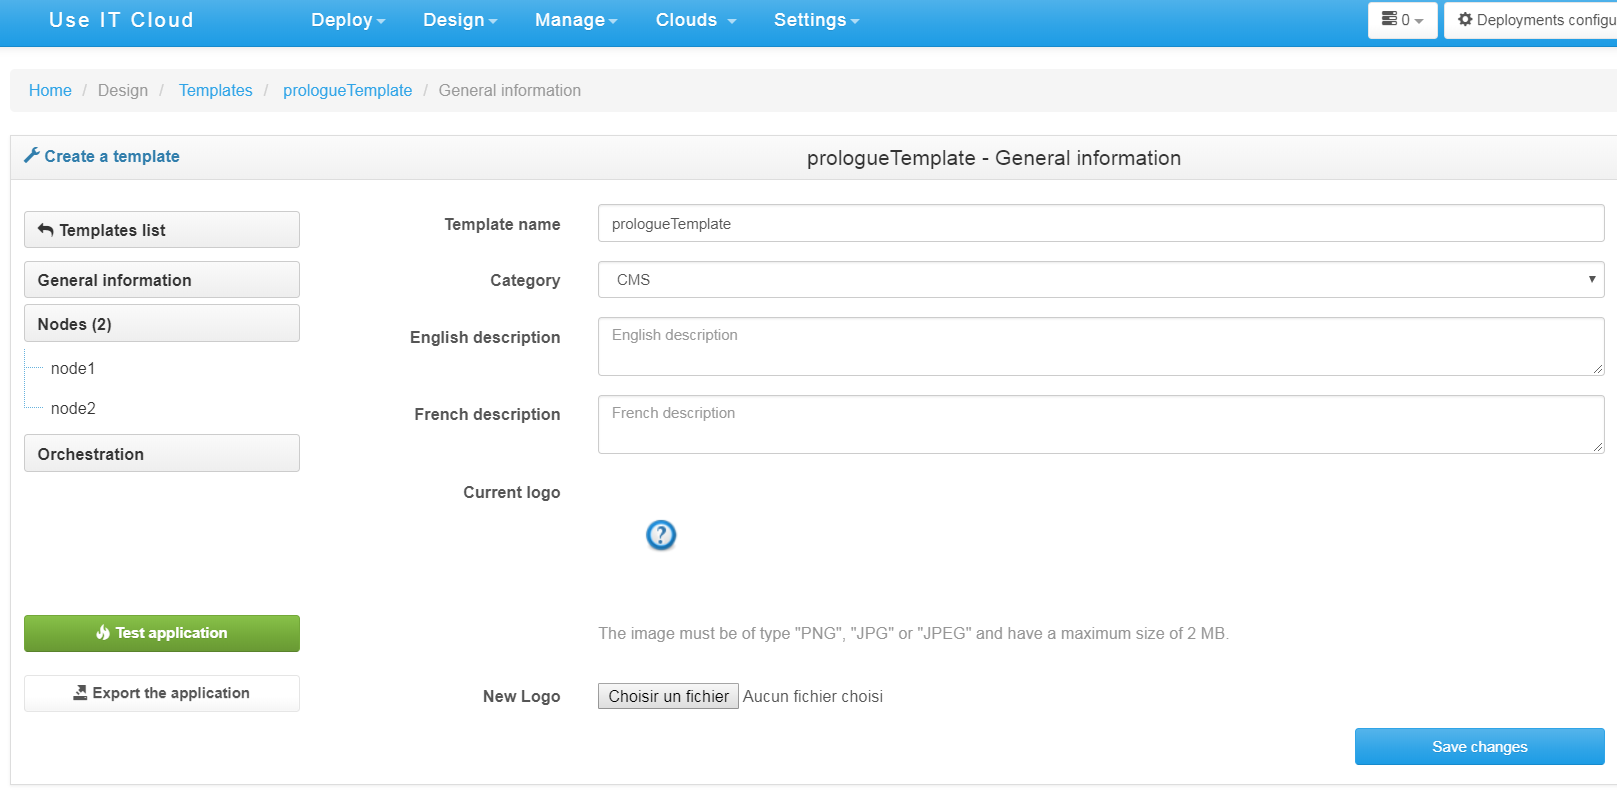 Use IT Cloud Deploy Design Manage Clouds Settings 0 Deployments configu
Home / Design / Templates / prologueTemplate / General information
Create a template
prologueTemplate - General information
Templates list
General information
Nodes (2)
node1
node2
Orchestration
Test application
Export the application
Template name prologueTemplate
Category CMS
English description English description
French description French description
Current logo
?
The image must be of type "PNG", "JPG" or "JPEG" and have a maximum size of 2 MB.
New Logo Choisir un fichier Aucun fichier choisi
Save changes